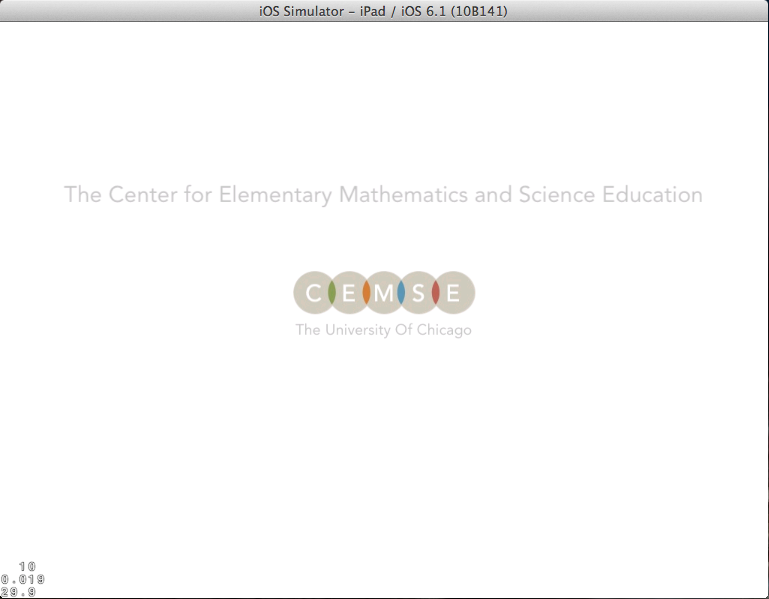 iOS Simulator – iPad / iOS 6.1 (10B141)
The Center for Elementary Mathematics and Science Education
C E M S E
The University Of Chicago
10
0.019
29.9